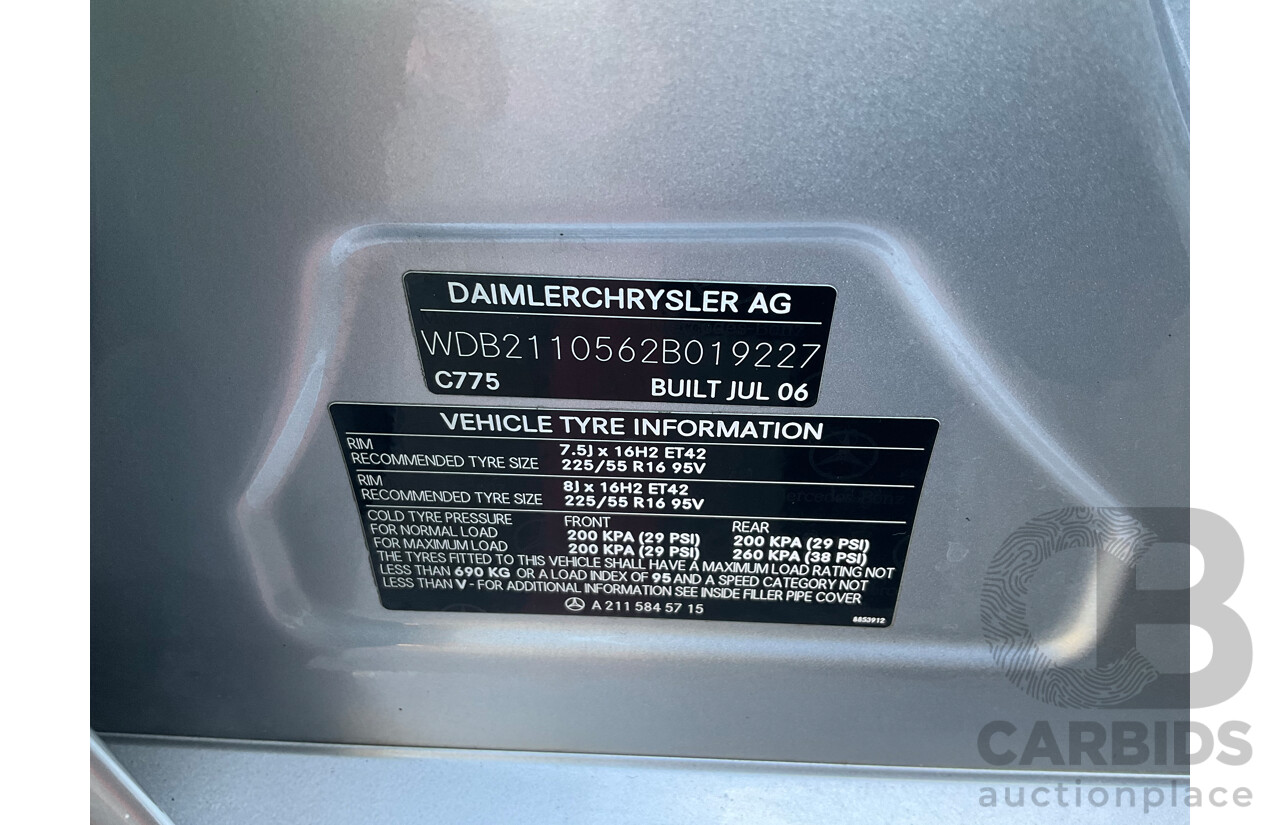 DAIMLERCHRYSLER AG
WDB2110562B019227
C775 BUILT JUL 06
VEHICLE TYRE INFORMATION
RIM 7.5J x 16H2 ET42
RECOMMENDED TYRE SIZE 225/55 R16 95V
RIM 8J x 16H2 ET42
RECOMMENDED TYRE SIZE 225/55 R16 95V
COLD TYRE PRESSURE FRONT REAR
FOR NORMAL LOAD 200 KPA (29 PSI) 200 KPA (29 PSI)
FOR MAXIMUM LOAD 200 KPA (29 PSI) 260 KPA (38 PSI)
THE TYRES FITTED TO THIS VEHICLE SHALL HAVE A MAXIMUM LOAD RATING NOT
LESS THAN 690 KG OR A LOAD INDEX OF 95 AND A SPEED CATEGORY NOT
LESS THAN V - FOR ADDITIONAL INFORMATION SEE INSIDE FILLER PIPE COVER
A 211 584 57 15
8853912
CB
CARBIDS
auctionplace